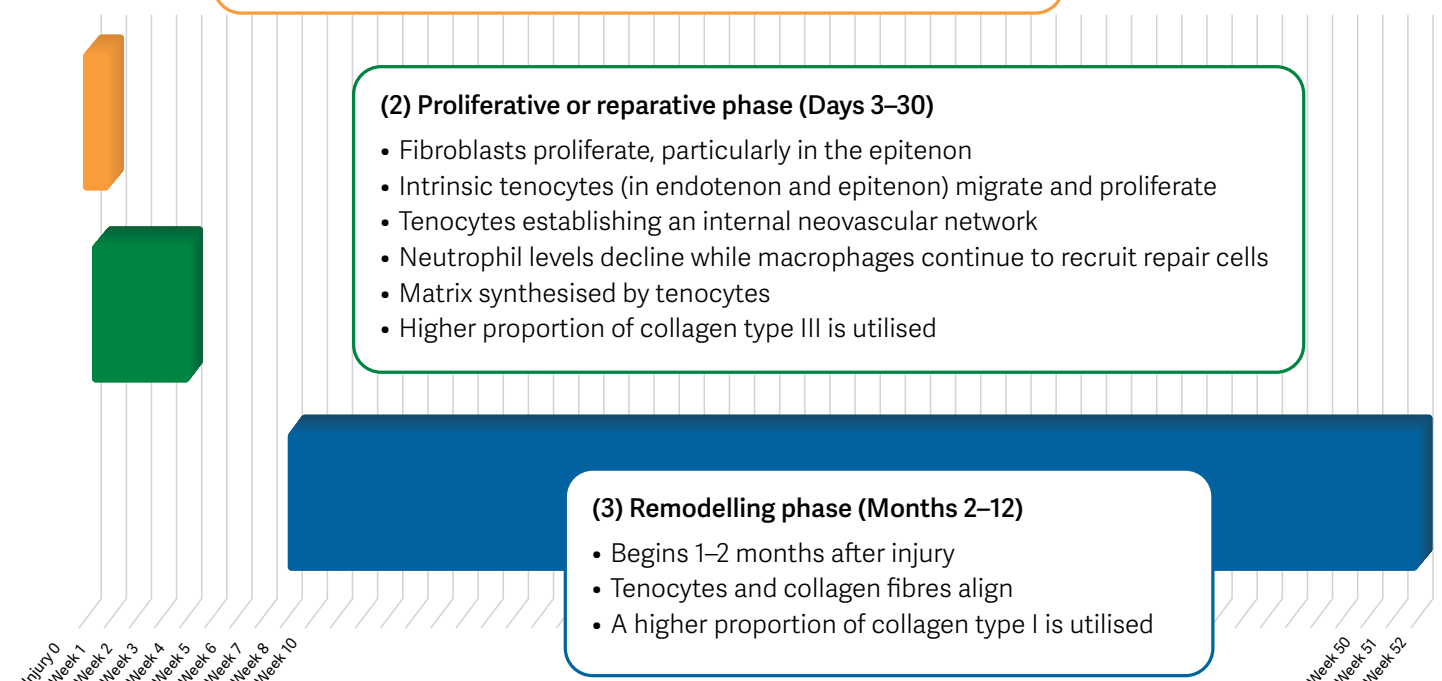 (2) Proliferative or reparative phase (Days 3–30)
• Fibroblasts proliferate, particularly in the epitenon
• Intrinsic tenocytes (in endotenon and epitenon) migrate and proliferate
• Tenocytes establishing an internal neovascular network
• Neutrophil levels decline while macrophages continue to recruit repair cells
• Matrix synthesised by tenocytes
• Higher proportion of collagen type III is utilised
(3) Remodelling phase (Months 2–12)
• Begins 1–2 months after injury
• Tenocytes and collagen fibres align
• A higher proportion of collagen type I is utilised
Injury 0
Week 1
Week 2
Week 3
Week 4
Week 5
Week 6
Week 7
Week 8
Week 10
Week 50
Week 51
Week 52